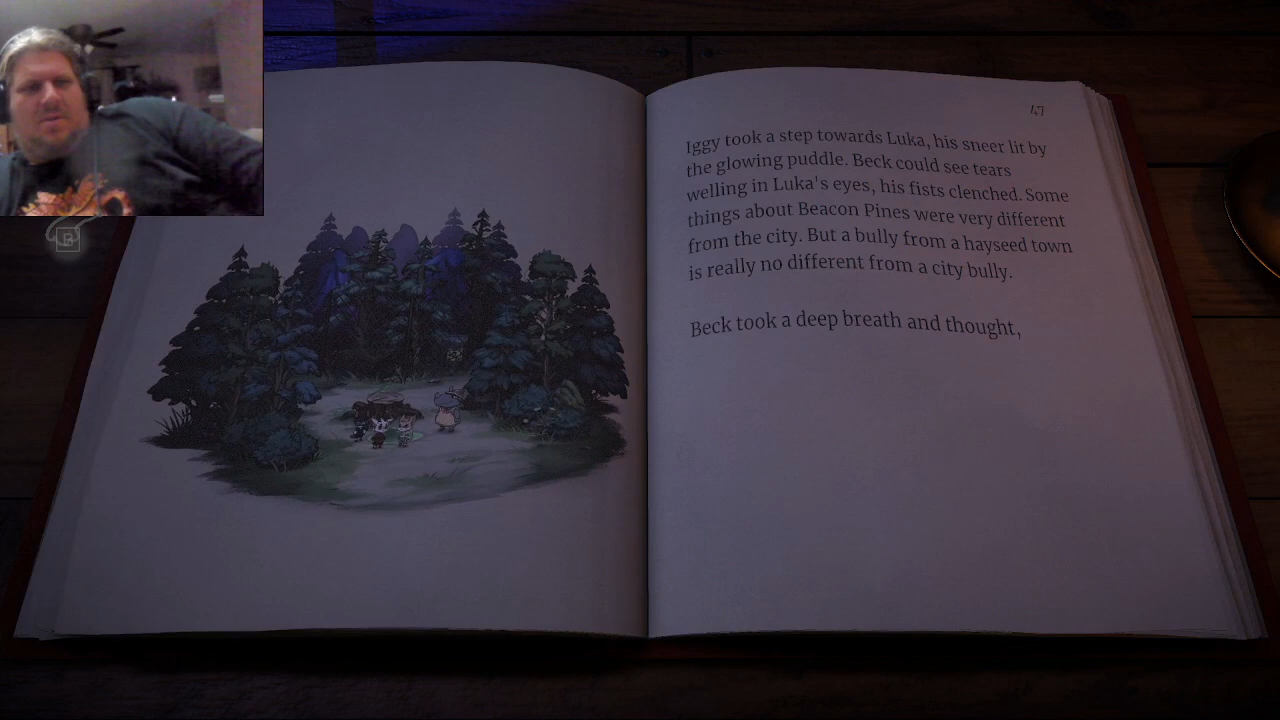 47
Iggy took a step towards Luka, his sneer lit by
the glowing puddle. Beck could see tears
welling in Luka's eyes, his fists clenched. Some
things about Beacon Pines were very different
from the city. But a bully from a hayseed town
is really no different from a city bully.
Beck took a deep breath and thought,